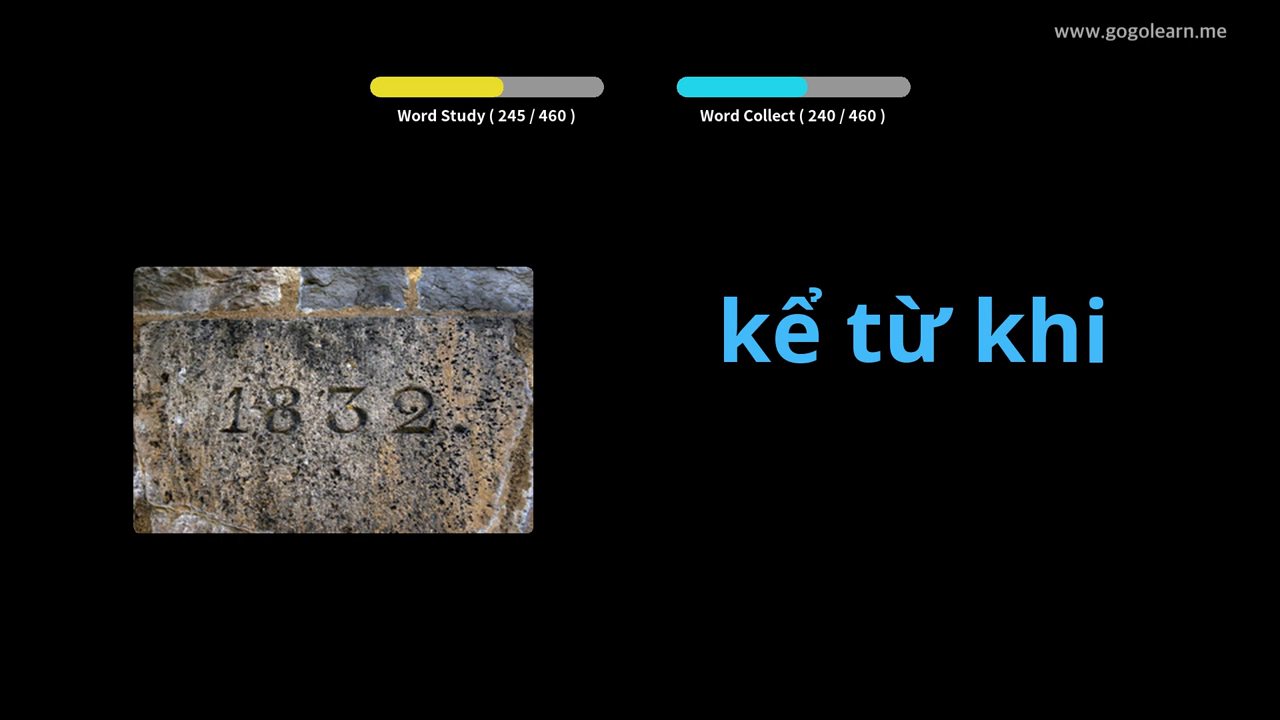 www.gogolearn.me
Word Study ( 245 / 460 )
Word Collect ( 240 / 460 )
kể từ khi
1832.